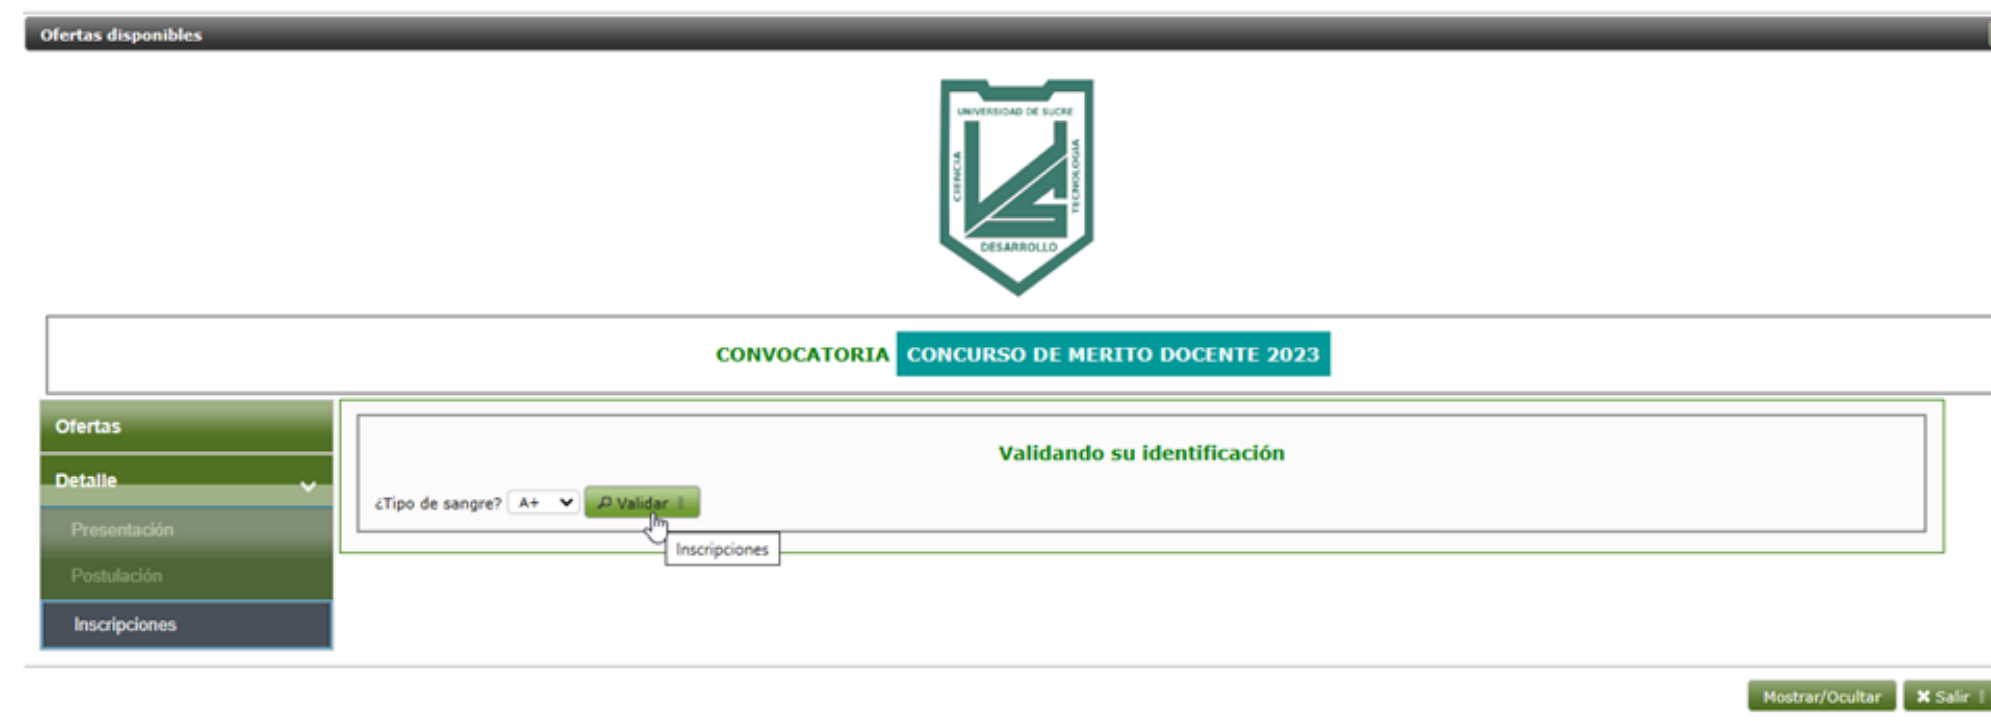 Ofertas disponibles
UNIVERSIDAD DE SUCRE
CIENCIA
TECNOLOGIA
DESARROLLO
CONVOCATORIA CONCURSO DE MERITO DOCENTE 2023
Ofertas
Detalle
Presentación
Postulación
Inscripciones
Validando su identificación
¿Tipo de sangre? A+ Validar
Inscripciones
Mostrar/Ocultar Salir